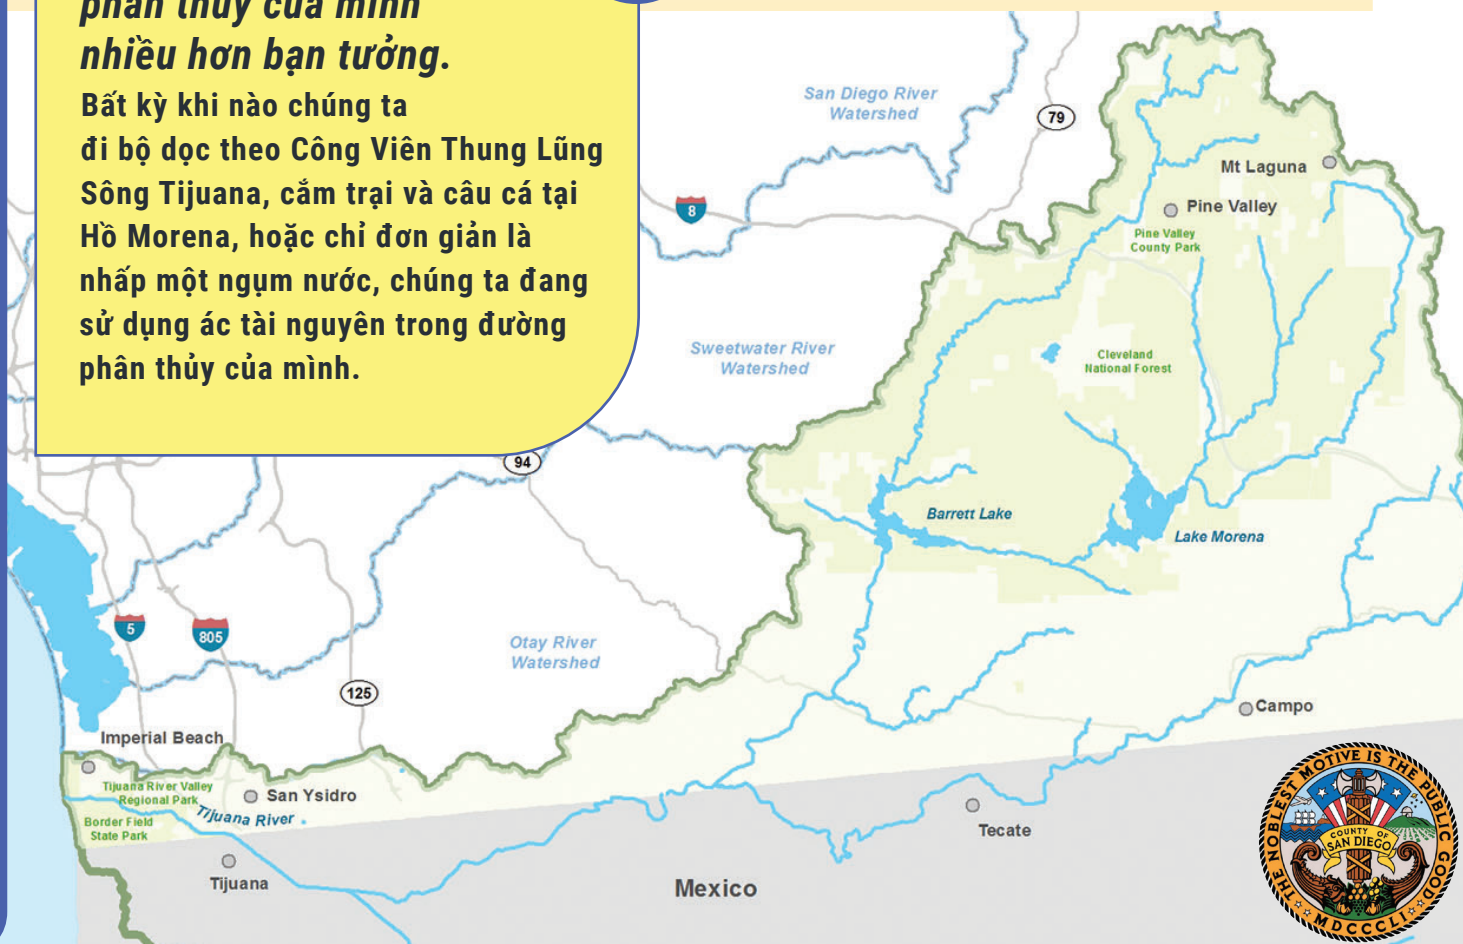 phân thủy của mình
nhiều hơn bạn tưởng.
Bất kỳ khi nào chúng ta
đi bộ dọc theo Công Viên Thung Lũng
Sông Tijuana, cắm trại và câu cá tại
Hồ Morena, hoặc chỉ đơn giản là
nhấp một ngụm nước, chúng ta đang
sử dụng ác tài nguyên trong đường
phân thủy của mình.
San Diego River
Watershed
79
8
Mt Laguna
Pine Valley
Pine Valley
County Park
Sweetwater River
Watershed
Cleveland
National Forest
94
Barrett Lake
Lake Morena
5
805
Otay River
Watershed
125
Campo
Imperial Beach
Tijuana River Valley
Regional Park
San Ysidro
Tijuana River
Border Field
State Park
Tecate
Tijuana
Mexico
THE NOBLEST MOTIVE IS THE PUBLIC GOOD
COUNTY OF
SAN DIEGO
MDCCCLI